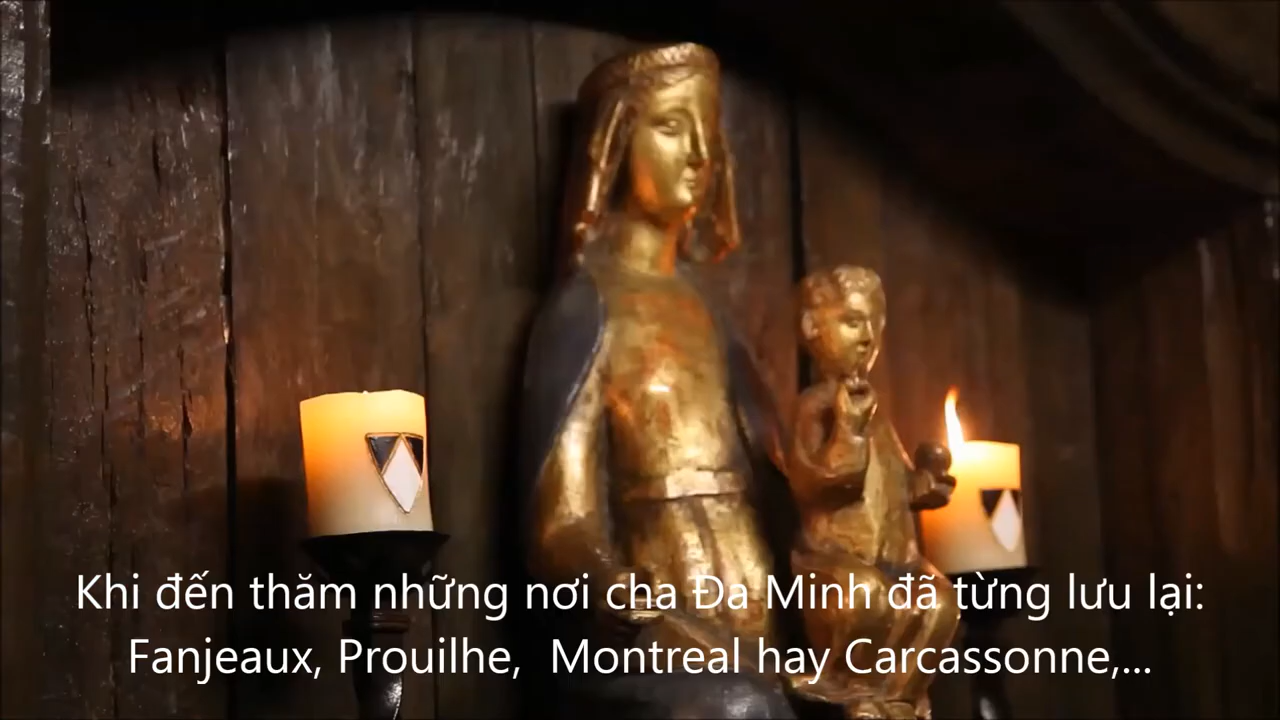 Khi đến thăm những nơi cha Đa Minh đã từng lưu lại:
Fanjeaux, Prouilhe,  Montreal hay Carcassonne,...